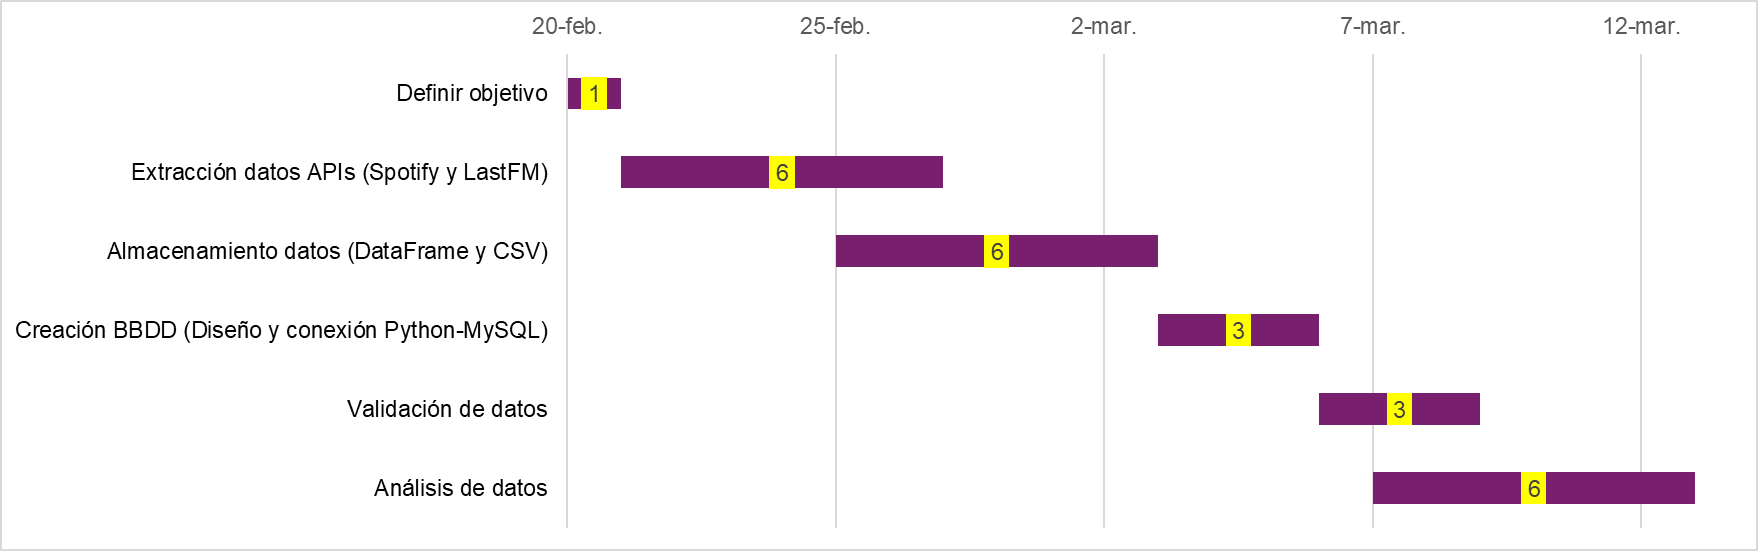 20-feb. 25-feb. 2-mar. 7-mar. 12-mar.
Definir objetivo 1
Extracción datos APIs (Spotify y LastFM) 6
Almacenamiento datos (DataFrame y CSV) 6
Creación BBDD (Diseño y conexión Python-MySQL) 3
Validación de datos 3
Análisis de datos 6